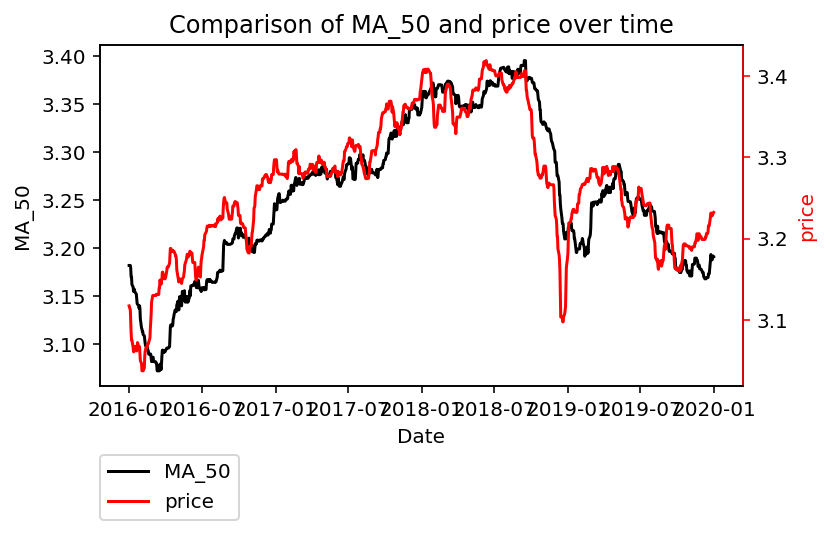 Comparison of MA_50 and price over time
3.40
3.35
3.30
3.25
3.20
3.15
3.10
MA_50
3.4
3.3
3.2
3.1
price
2016-01 2016-07 2017-01 2017-07 2018-01 2018-07 2019-01 2019-07 2020-01
Date
MA_50
price